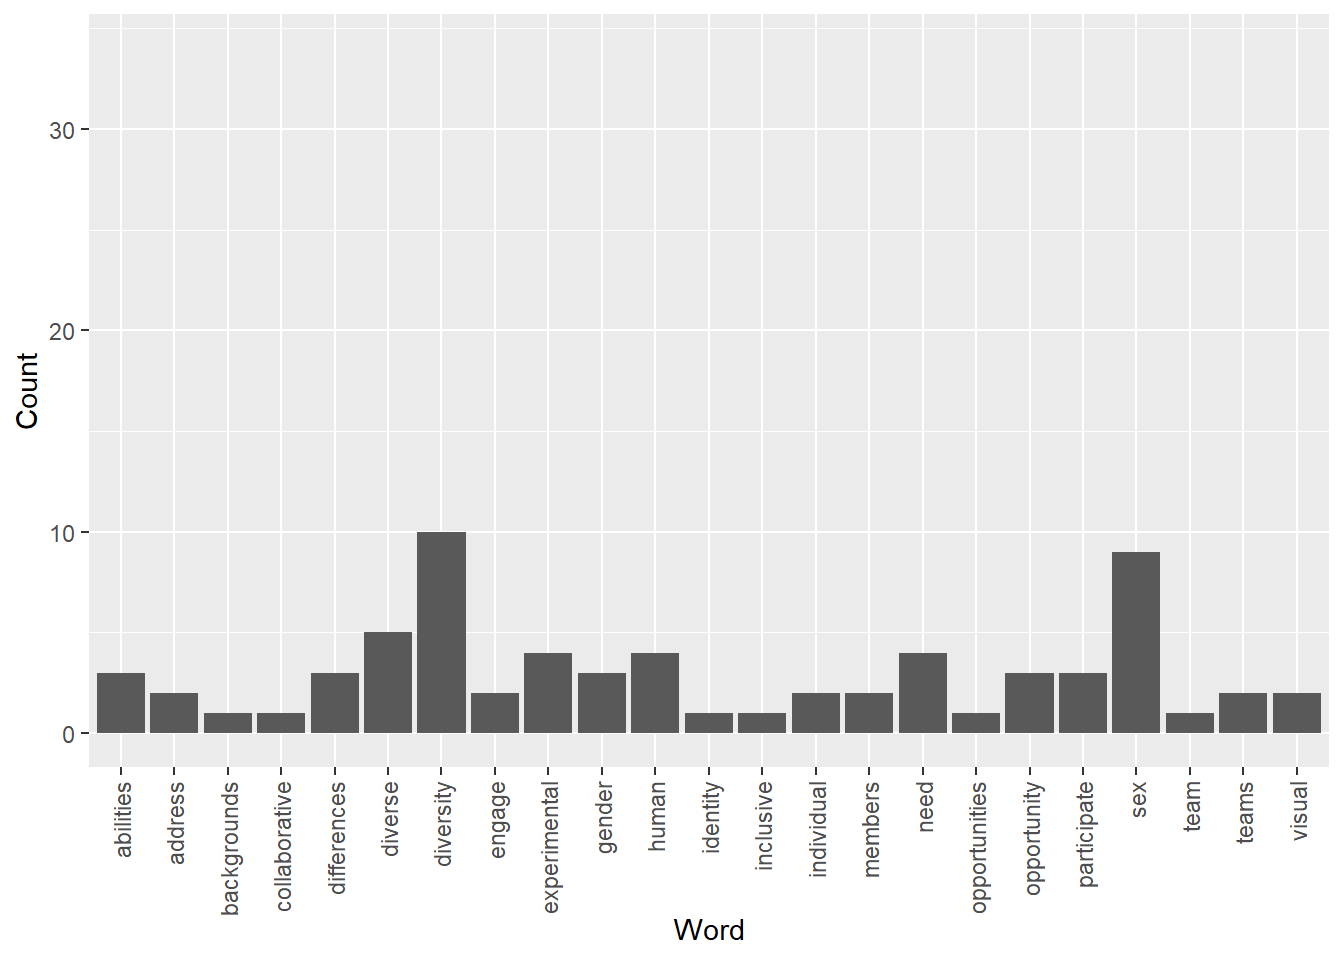 Count
30
20
10
0
abilities
address
backgrounds
collaborative
differences
diverse
diversity
engage
experimental
gender
human
identity
inclusive
individual
members
need
opportunities
opportunity
participate
sex
team
teams
visual
Word